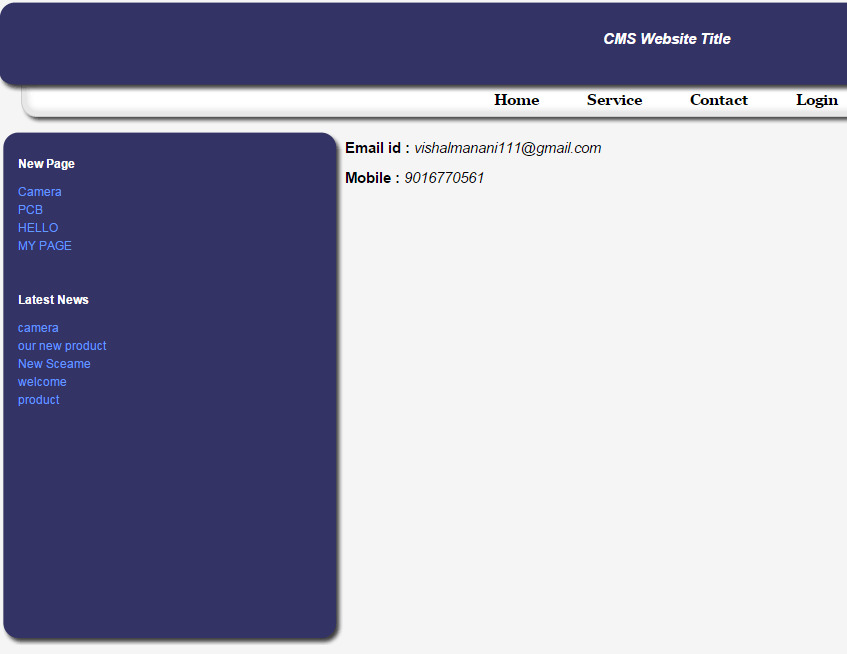 CMS Website Title
Home Service Contact Login
New Page
Camera
PCB
HELLO
MY PAGE
Latest News
camera
our new product
New Sceame
welcome
product
Email id : vishalmanani111@gmail.com
Mobile : 9016770561